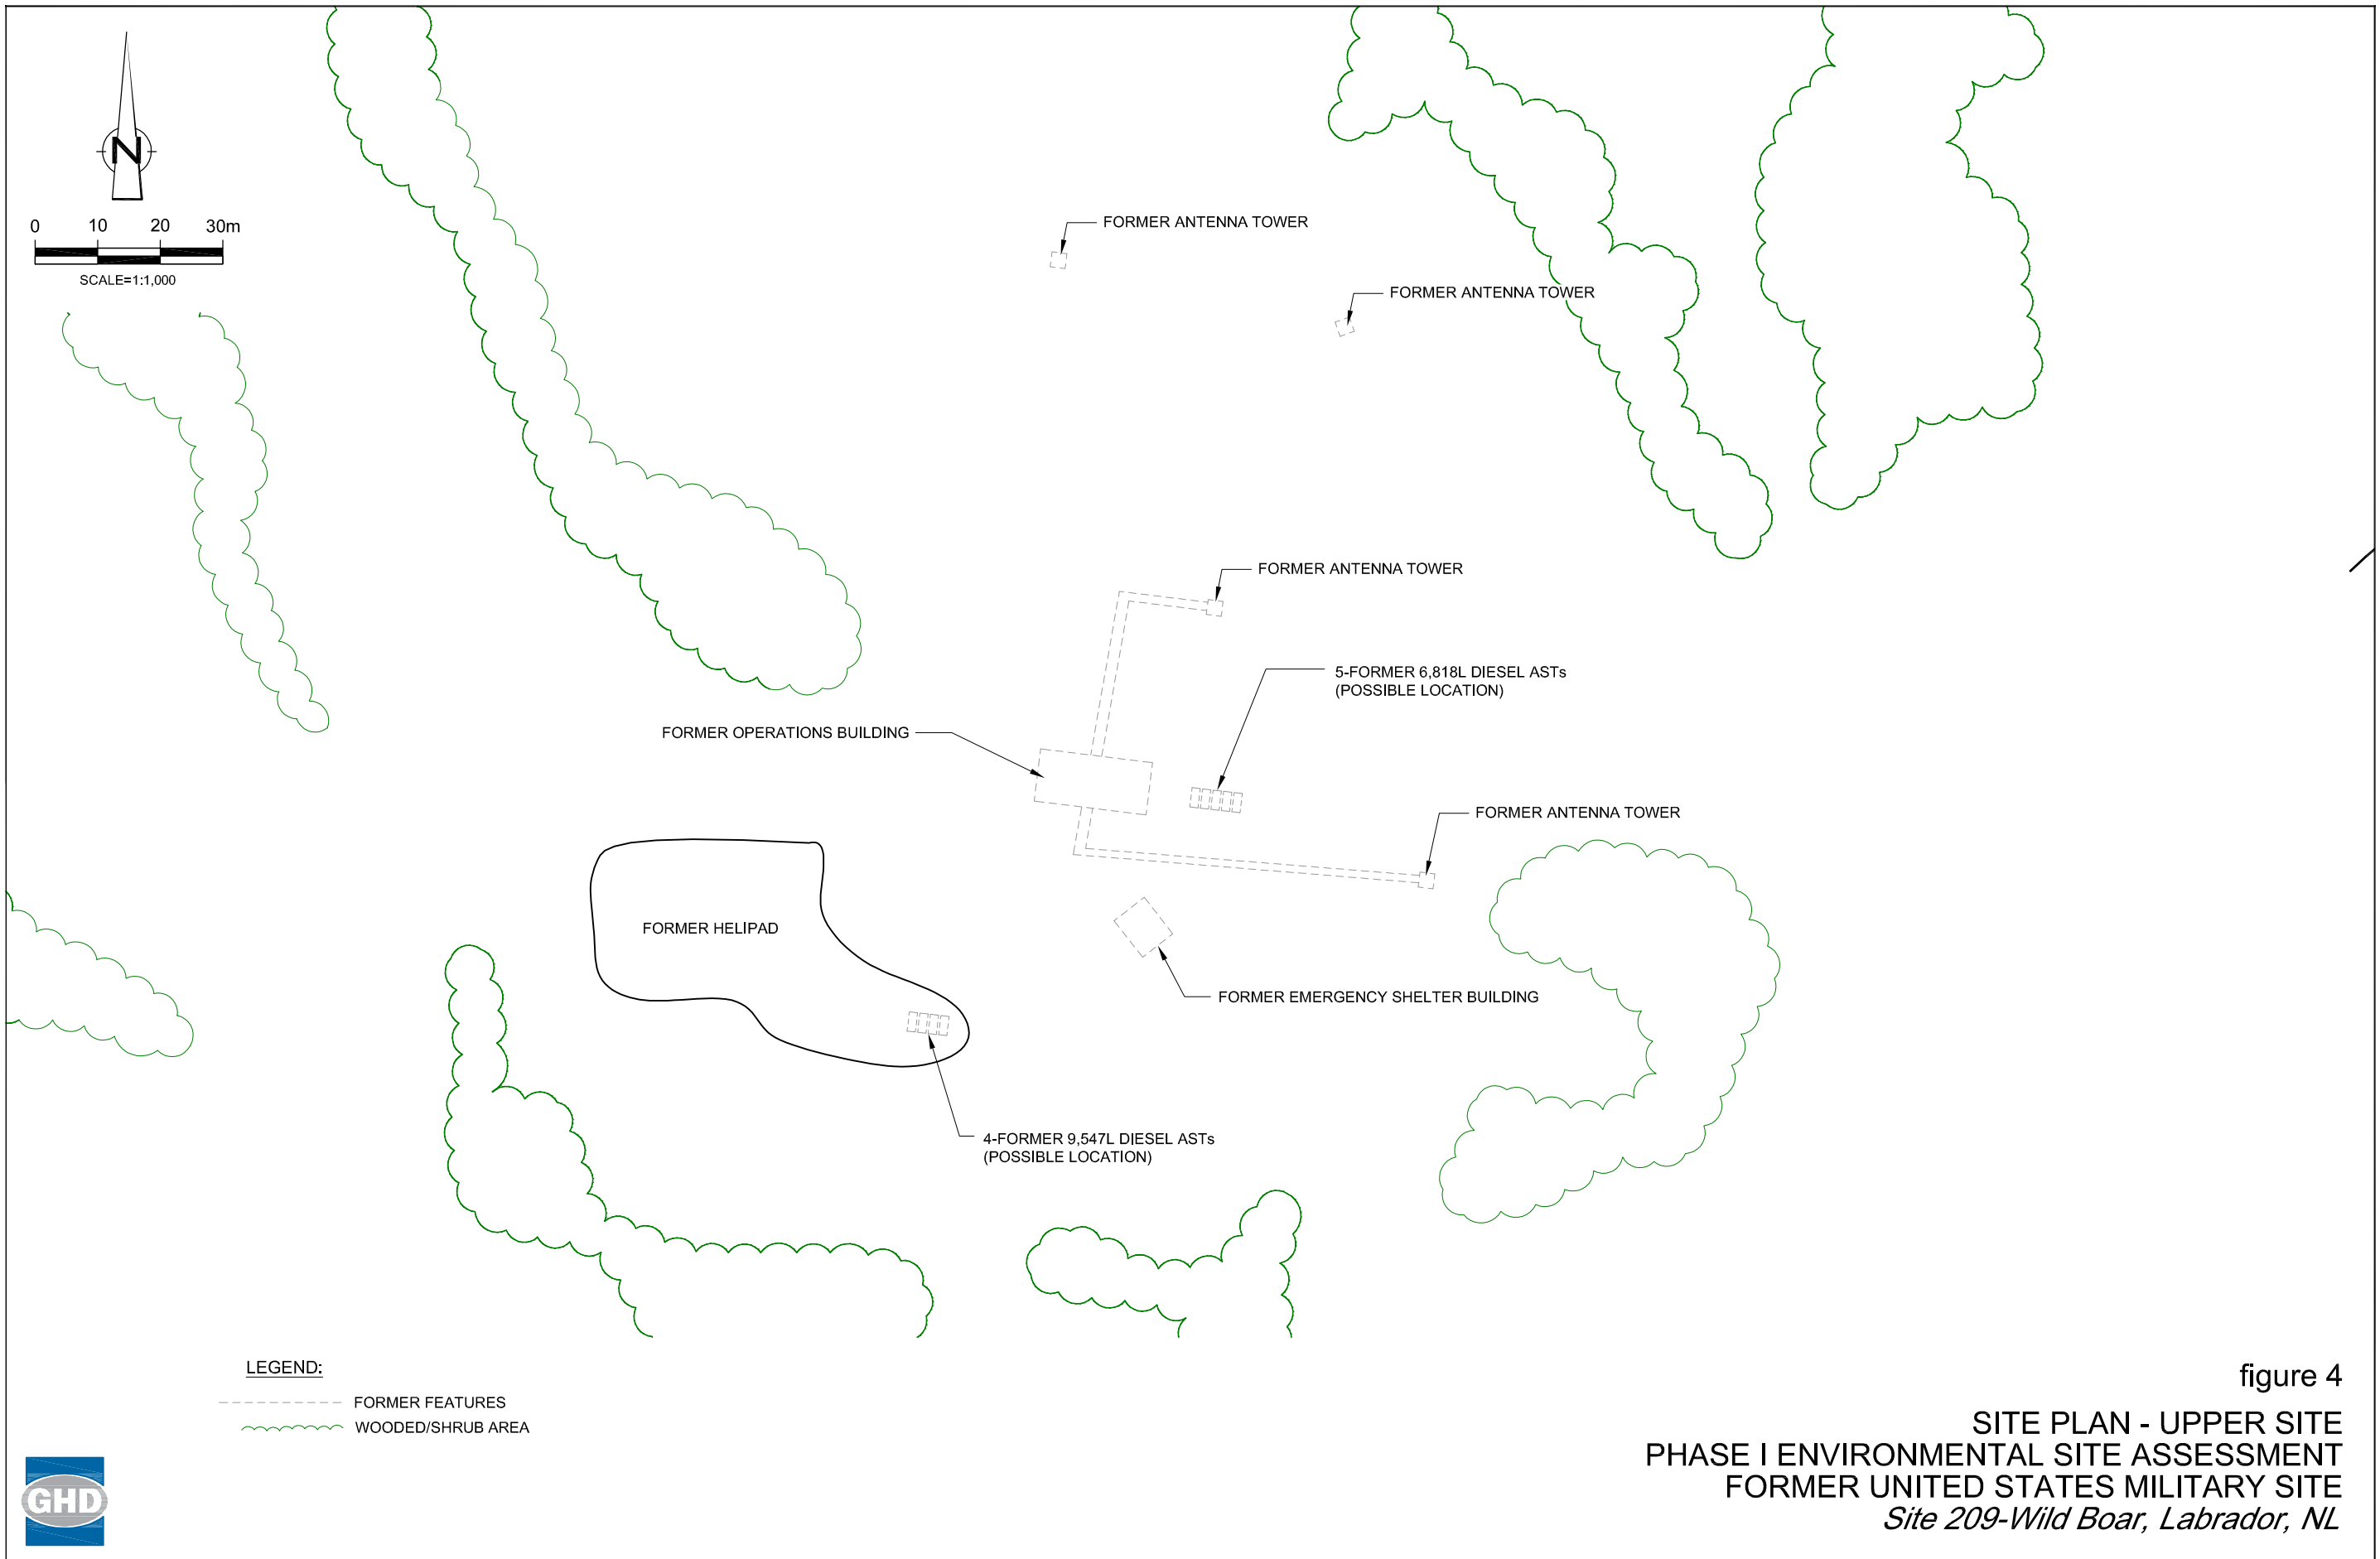 N
0 10 20 30m
SCALE=1:1,000
FORMER ANTENNA TOWER
FORMER ANTENNA TOWER
FORMER ANTENNA TOWER
5-FORMER 6,818L DIESEL ASTs
(POSSIBLE LOCATION)
FORMER OPERATIONS BUILDING
FORMER ANTENNA TOWER
FORMER HELIPAD
FORMER EMERGENCY SHELTER BUILDING
4-FORMER 9,547L DIESEL ASTs
(POSSIBLE LOCATION)
LEGEND:
FORMER FEATURES
WOODED/SHRUB AREA
GHD
figure 4
SITE PLAN - UPPER SITE
PHASE I ENVIRONMENTAL SITE ASSESSMENT
FORMER UNITED STATES MILITARY SITE
Site 209-Wild Boar, Labrador, NL